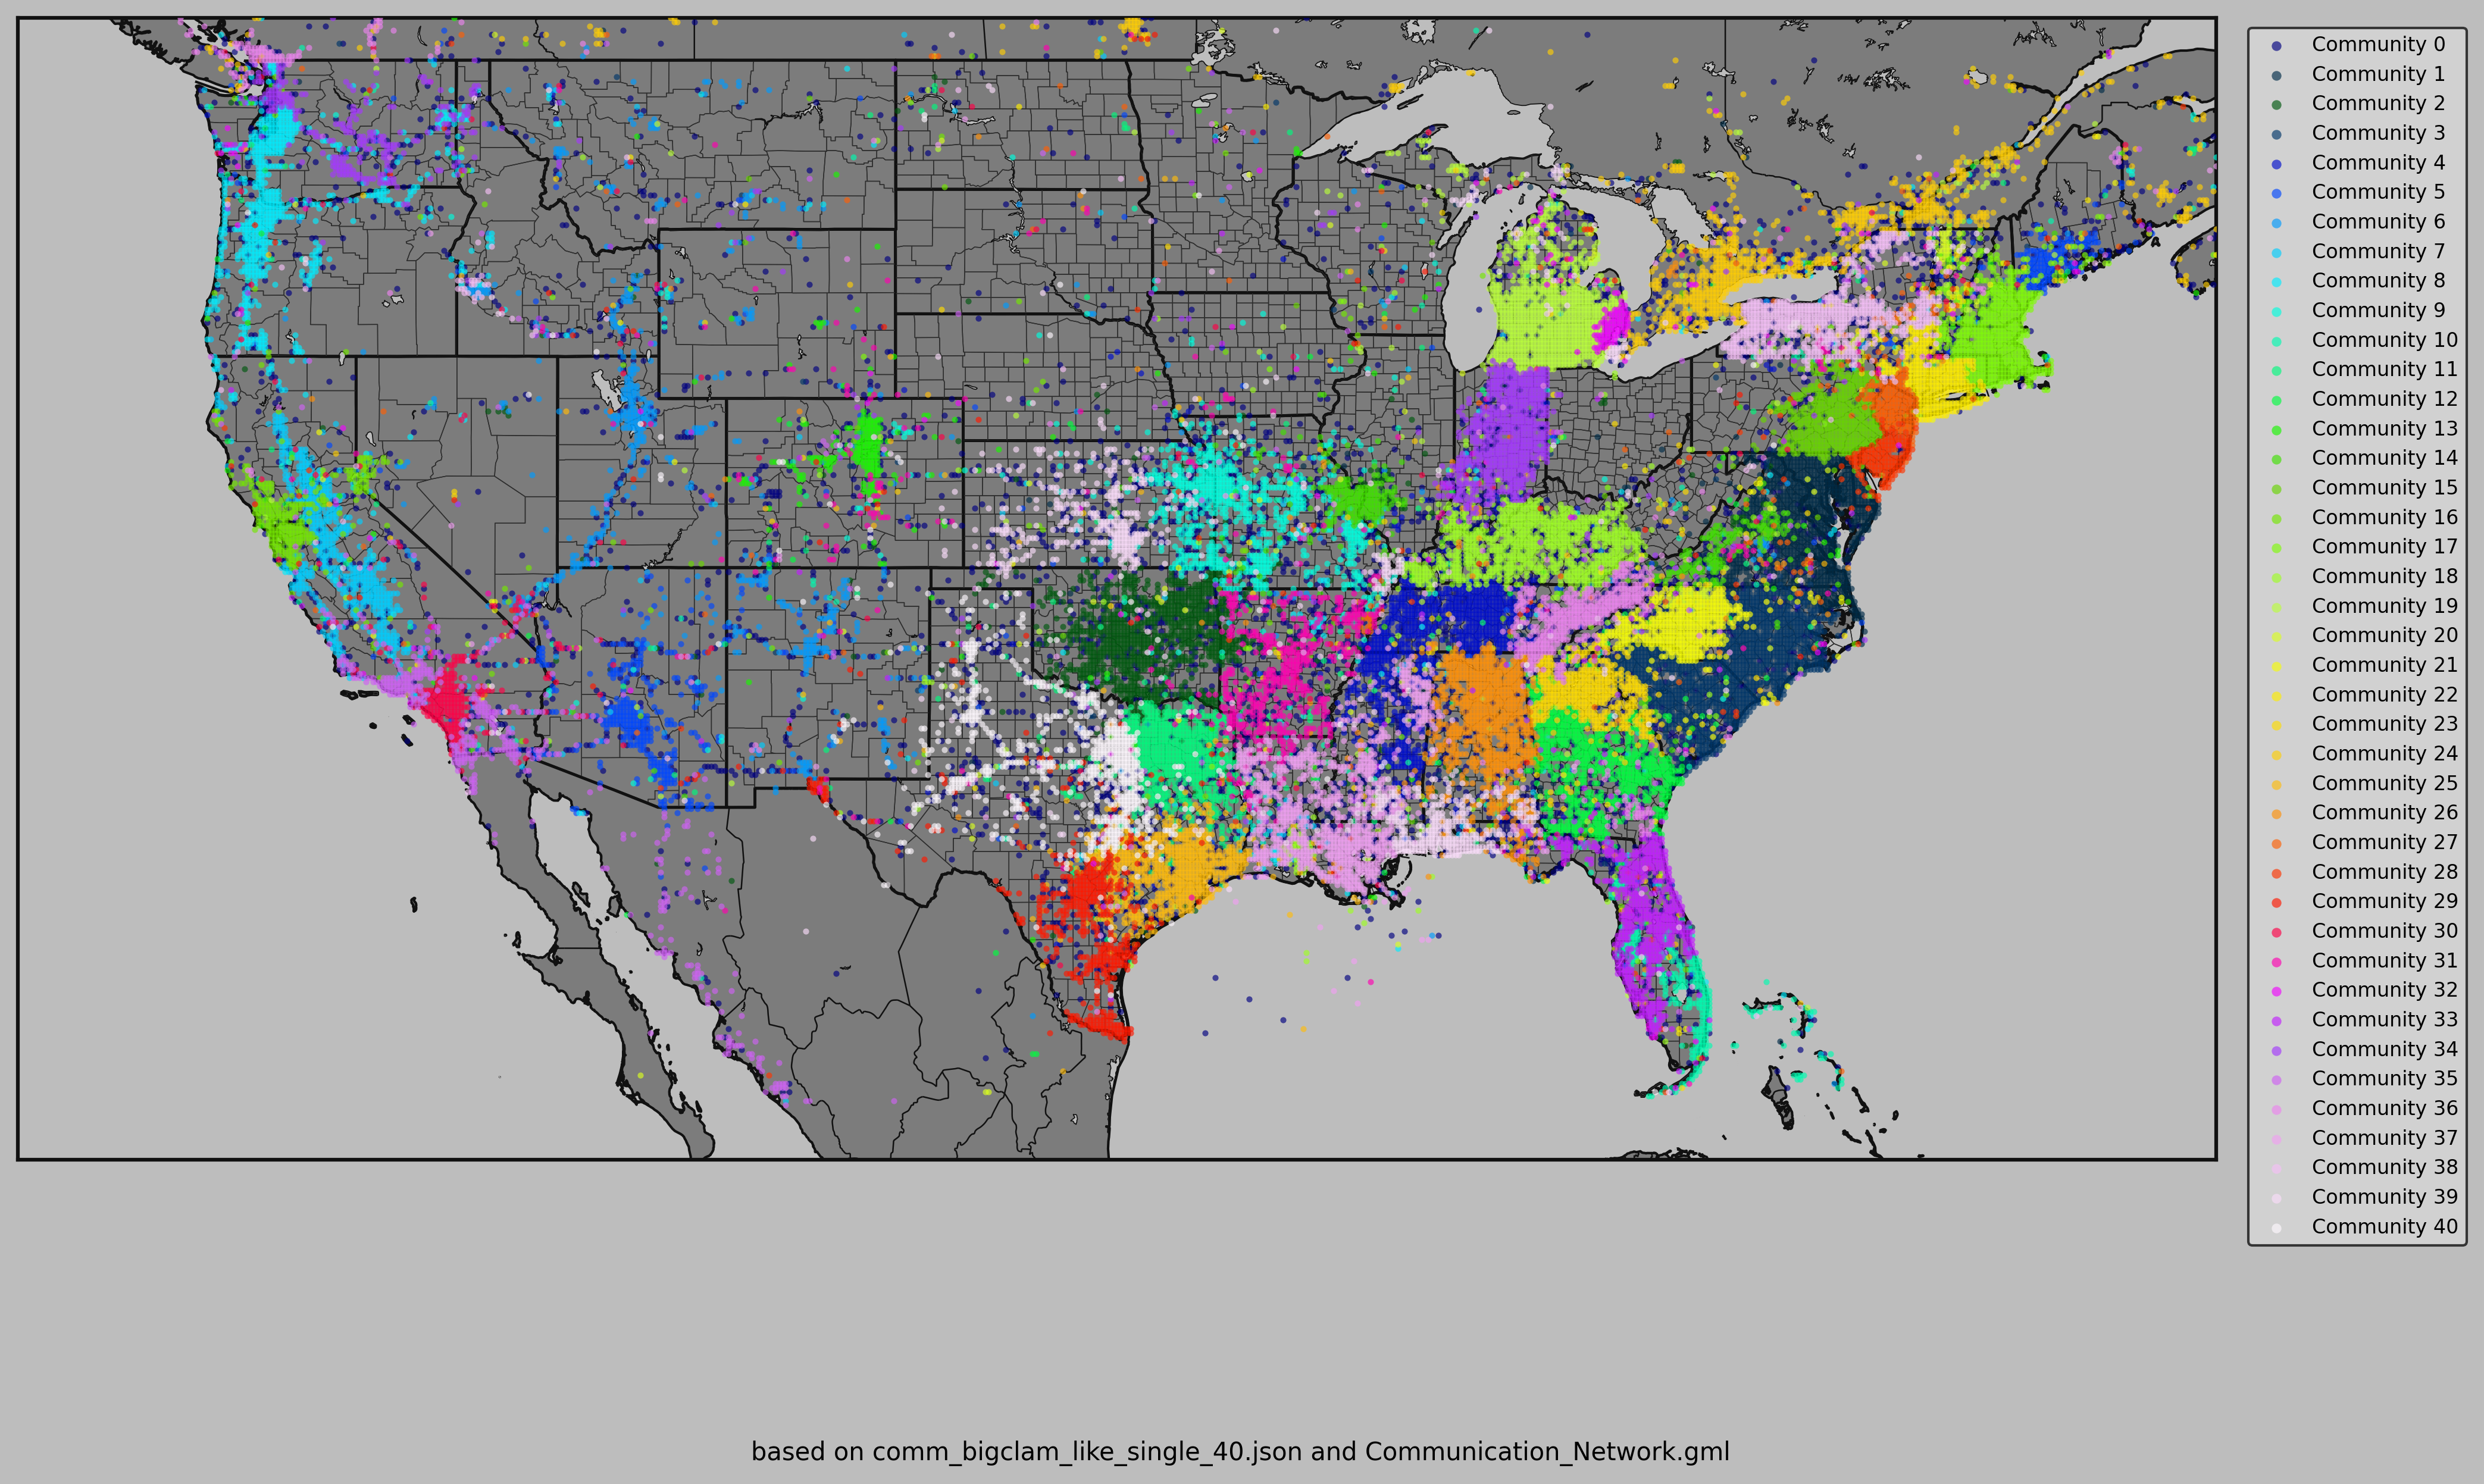 Community 0
Community 1
Community 2
Community 3
Community 4
Community 5
Community 6
Community 7
Community 8
Community 9
Community 10
Community 11
Community 12
Community 13
Community 14
Community 15
Community 16
Community 17
Community 18
Community 19
Community 20
Community 21
Community 22
Community 23
Community 24
Community 25
Community 26
Community 27
Community 28
Community 29
Community 30
Community 31
Community 32
Community 33
Community 34
Community 35
Community 36
Community 37
Community 38
Community 39
Community 40
based on comm_bigclam_like_single_40.json and Communication_Network.gml